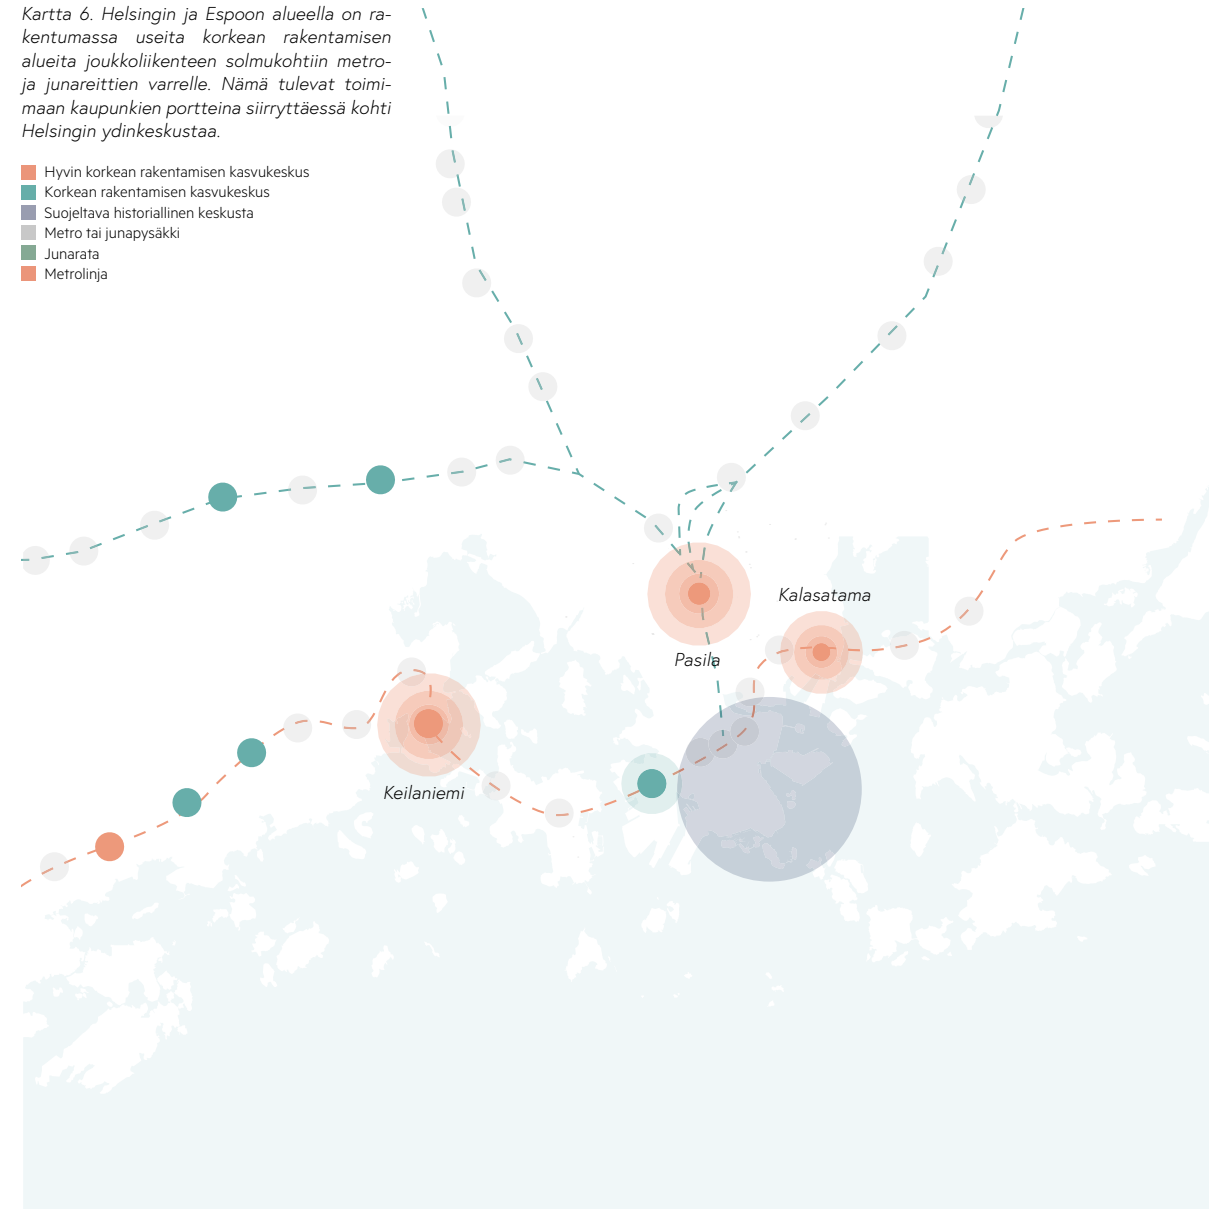 Kartta 6. Helsingin ja Espoon alueella on ra-
kentumassa useita korkean rakentamisen
alueita joukkoliikenteen solmukohtiin metro-
ja junareittien varrelle. Nämä tulevat toimi-
maan kaupunkien portteina siirryttäessä kohti
Helsingin ydinkeskustaa.
Hyvin korkean rakentamisen kasvukeskus
Korkean rakentamisen kasvukeskus
Suojeltava historiallinen keskusta
Metro tai junapysäkki
Junarata
Metrolinja
Kalasatama
Pasila
Keilaniemi